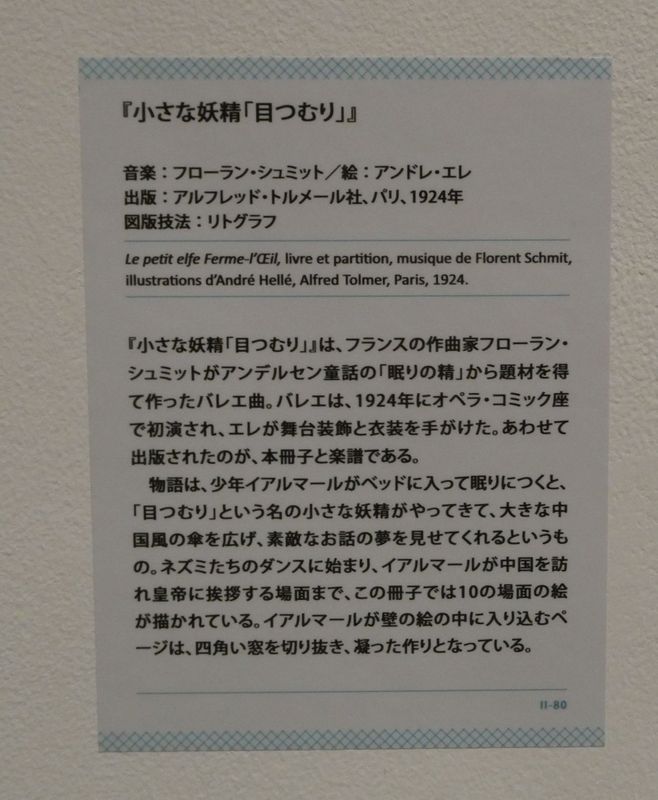 『小さな妖精「目つむり」』
音楽：フローラン・シュミット／絵：アンドレ・エレ
出版：アルフレッド・トルメール社、パリ、1924年
図版技法：リトグラフ
Le petit elfe Ferme-l’Œil, livre et partition, musique de Florent Schmit,
illustrations d’André Hellé, Alfred Tolmer, Paris, 1924.
『小さな妖精「目つむり」』は、フランスの作曲家フローラン・
シュミットがアンデルセン童話の「眠りの精」から題材を得
て作ったバレエ曲。バレエは、1924年にオペラ・コミック座
で初演され、エレが舞台装飾と衣装を手がけた。あわせて
出版されたのが、本冊子と楽譜である。
物語は、少年イアルマールがベッドに入って眠りにつくと、
「目つむり」という名の小さな妖精がやってきて、大きな中
国風の傘を広げ、素敵なお話の夢を見せてくれるというも
の。ネズミたちのダンスに始まり、イアルマールが中国を訪
れ皇帝に挨拶する場面まで、この冊子では10の場面の絵
が描かれている。イアルマールが壁の絵の中に入り込むペ
ージは、四角い窓を切り抜き、凝った作りとなっている。
II-80